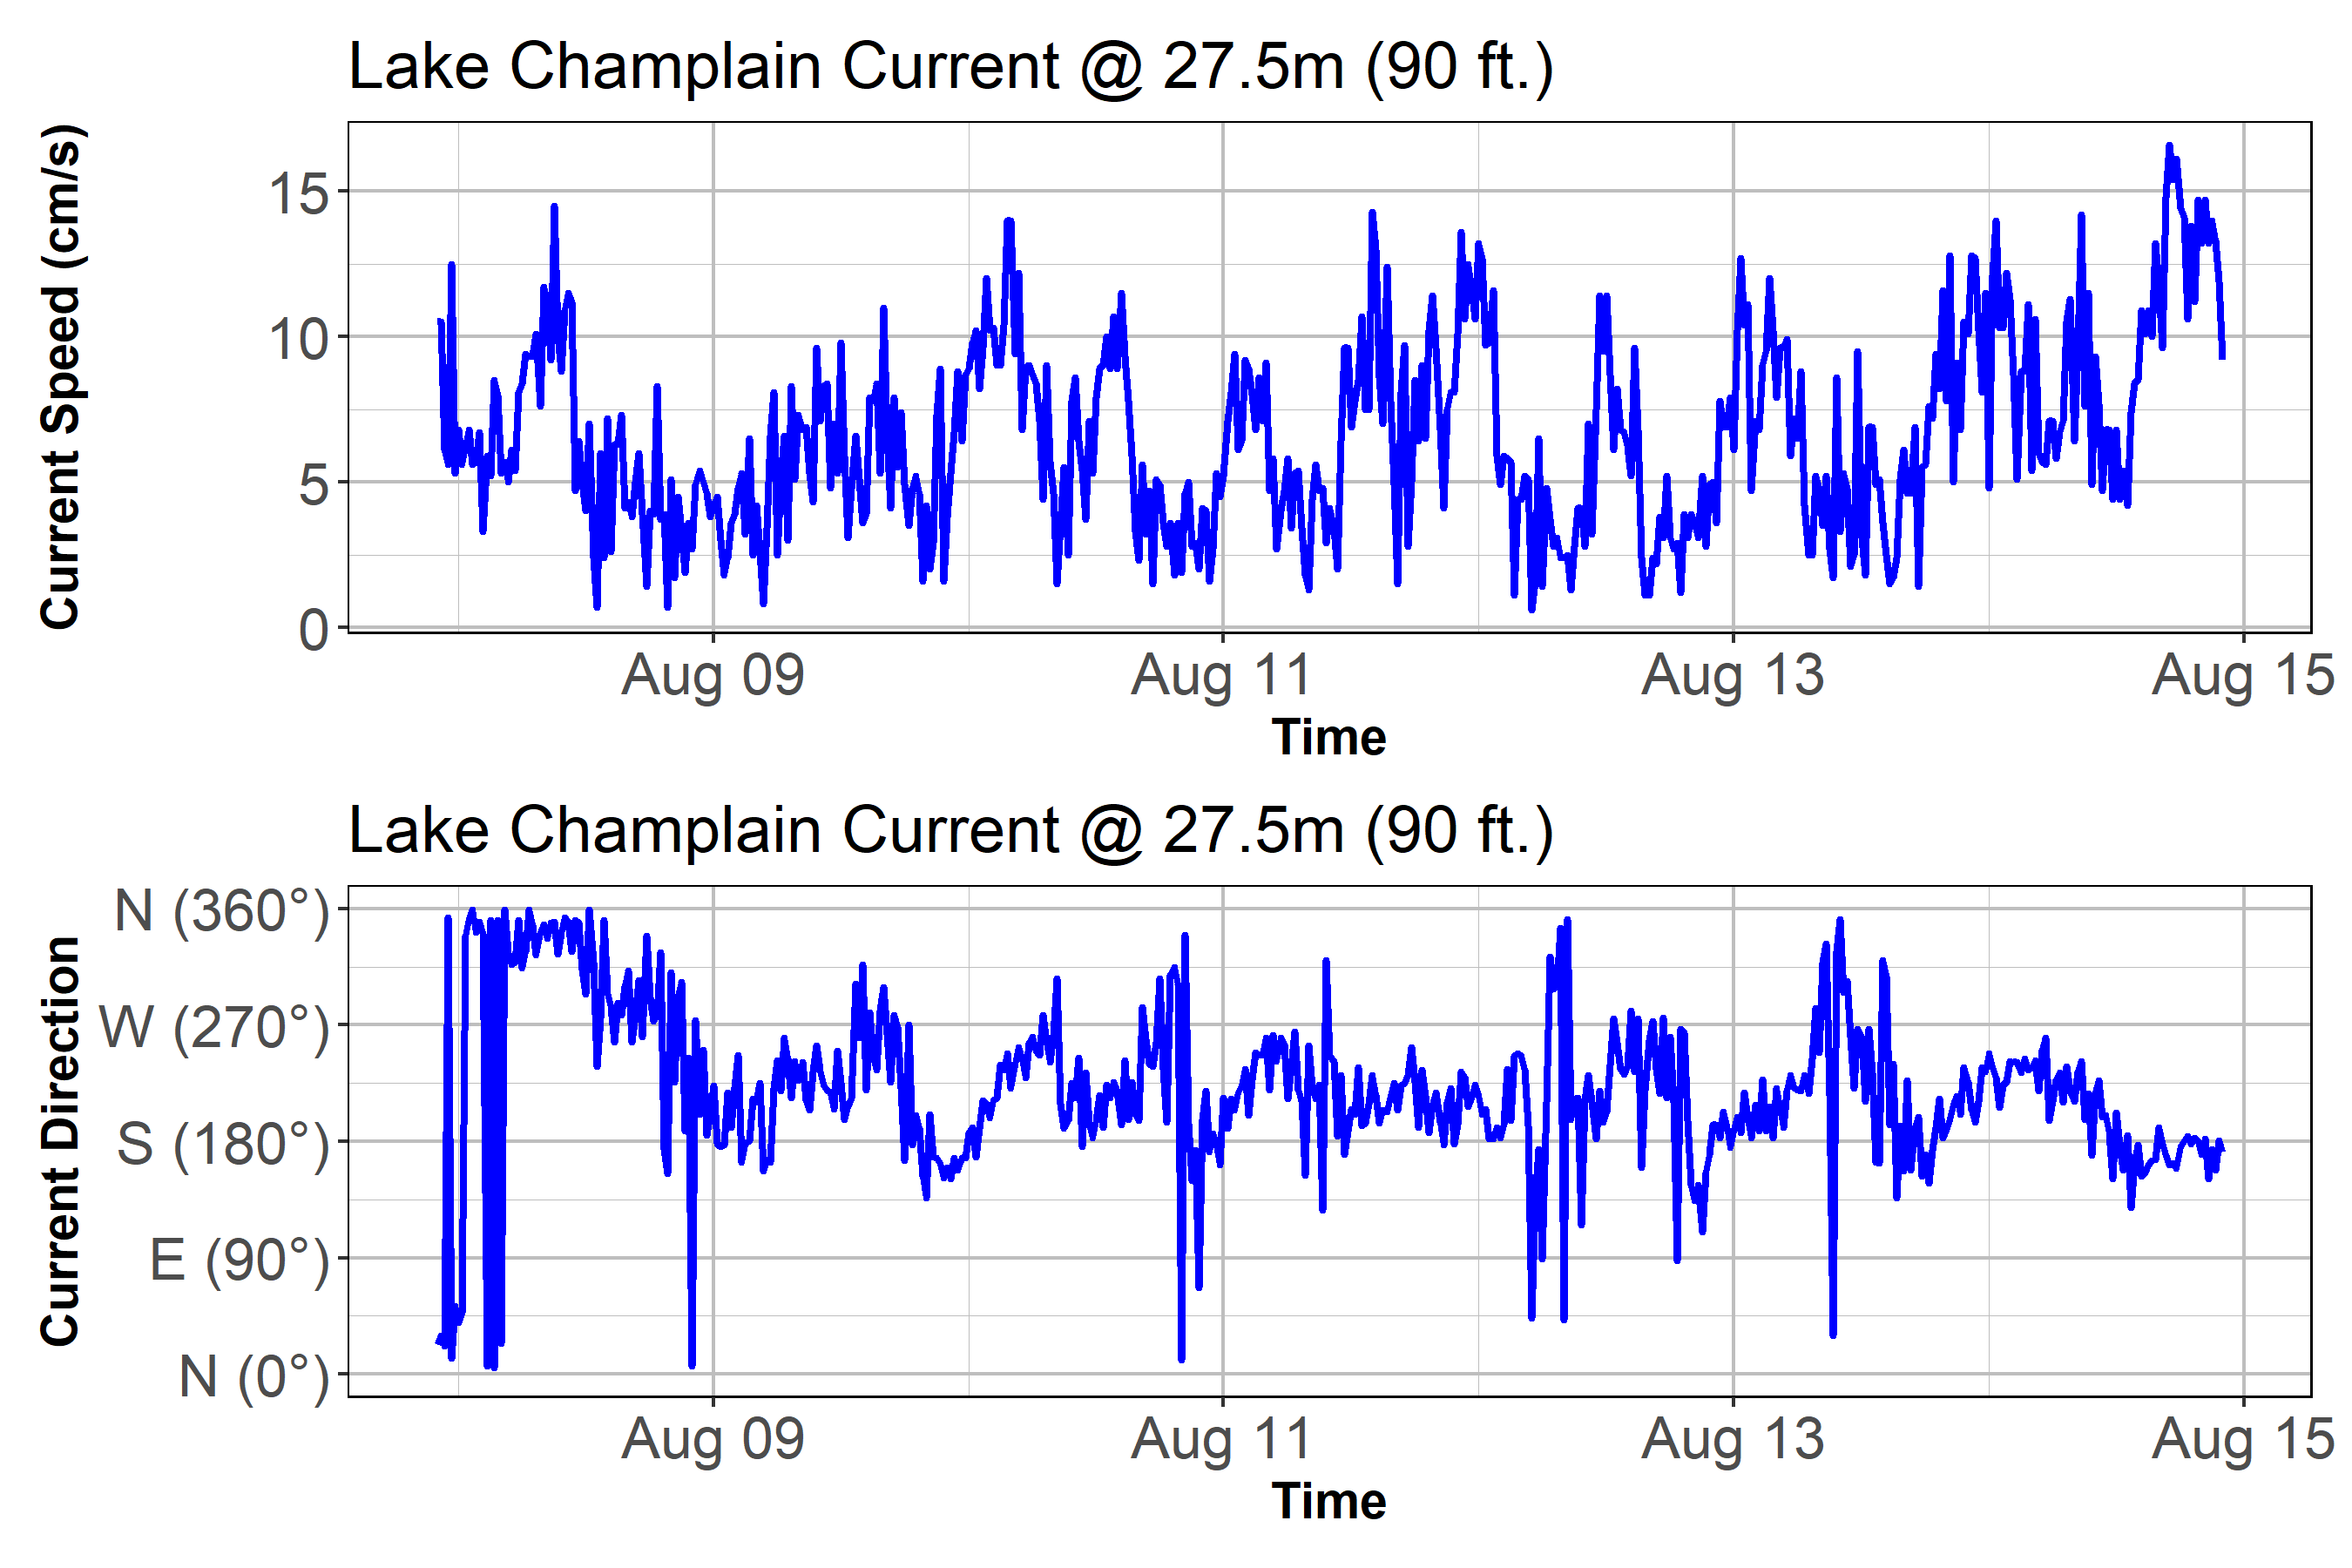 Lake Champlain Current @ 27.5m (90 ft.)
Current Speed (cm/s)
15
10
5
0
Aug 09 Aug 11 Aug 13 Aug 15
Time
Lake Champlain Current @ 27.5m (90 ft.)
Current Direction
N (360°)
W (270°)
S (180°)
E (90°)
N (0°)
Aug 09 Aug 11 Aug 13 Aug 15
Time